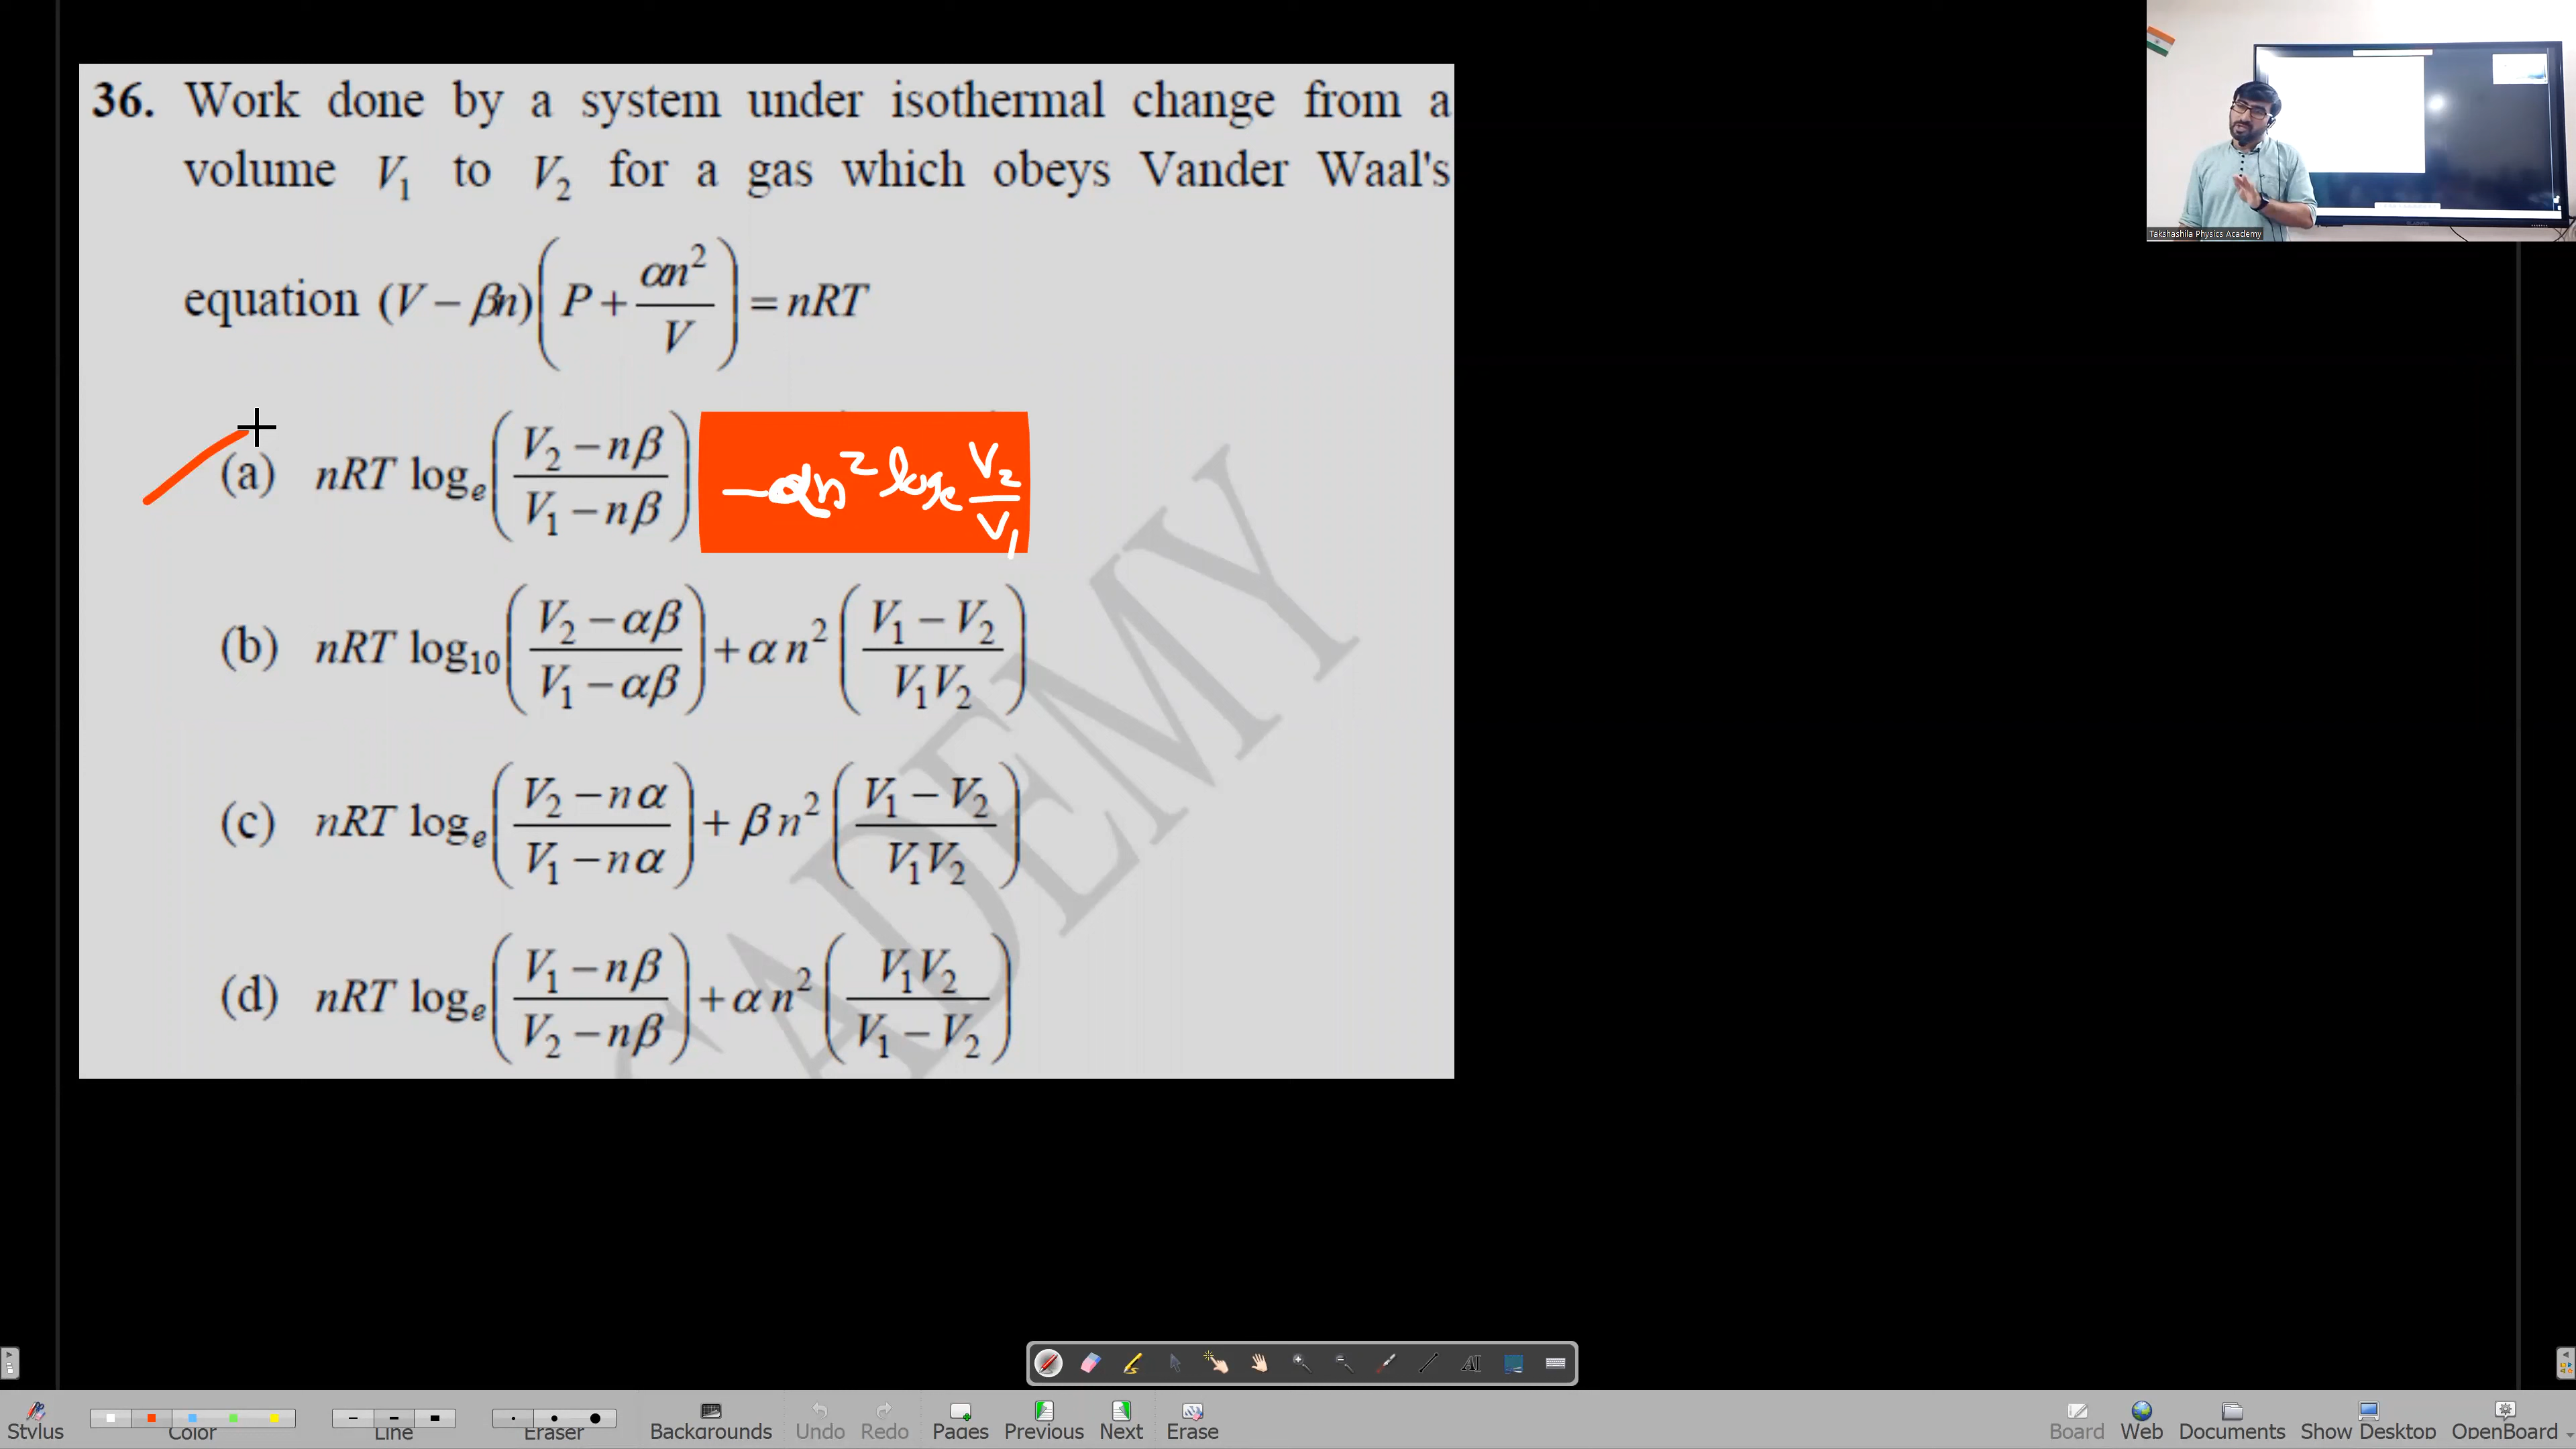 36. Work done by a system under isothermal change from a
volume V₁ to V₂ for a gas which obeys Vander Waal's
equation (V − βn)(P + αn²/V) = nRT
(a) nRT logₑ((V₂ − nβ)/(V₁ − nβ)) −αn² logₑ V₂/V₁
(b) nRT log₁₀((V₂ − αβ)/(V₁ − αβ)) + α n² ((V₁ − V₂)/(V₁V₂))
(c) nRT logₑ((V₂ − nα)/(V₁ − nα)) + β n² ((V₁ − V₂)/(V₁V₂))
(d) nRT logₑ((V₁ − nβ)/(V₂ − nβ)) + α n² ((V₁V₂)/(V₁ − V₂))
CADEMY
Takshashila Physics Academy
Stylus Color Line Eraser Backgrounds Undo Redo Pages Previous Next Erase Board Web Documents Show Desktop OpenBoard